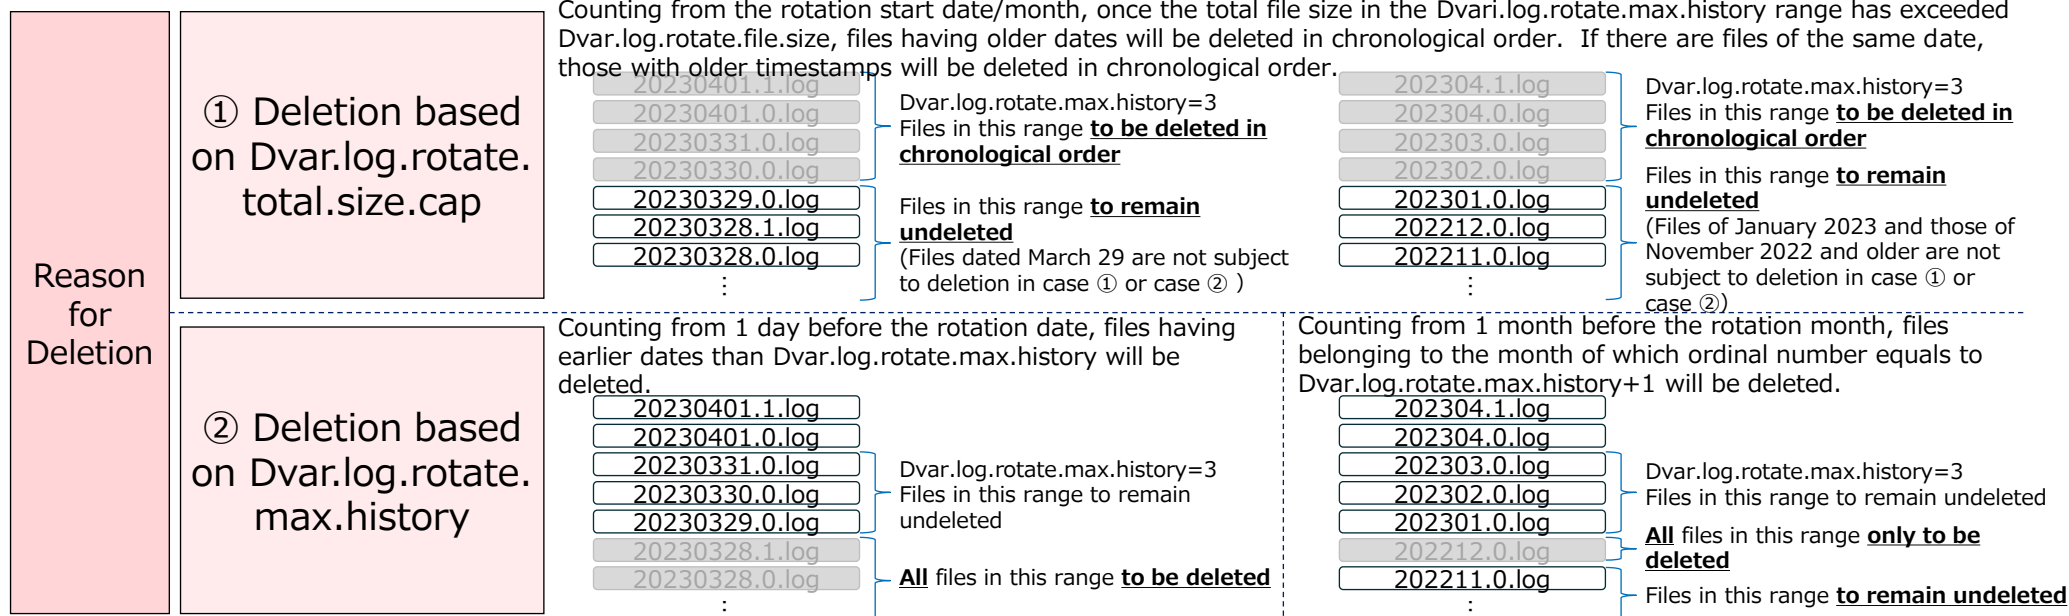 Reason
for
Deletion
① Deletion based
on Dvar.log.rotate.
total.size.cap
Counting from the rotation start date/month, once the total file size in the Dvari.log.rotate.max.history range has exceeded
Dvar.log.rotate.file.size, files having older dates will be deleted in chronological order.  If there are files of the same date,
those with older timestamps will be deleted in chronological order.
20230401.1.log
20230401.0.log
20230331.0.log
20230330.0.log
20230329.0.log
20230328.1.log
20230328.0.log
⋮
Dvar.log.rotate.max.history=3
Files in this range to be deleted in
chronological order
Files in this range to remain
undeleted
(Files dated March 29 are not subject
to deletion in case ① or case ② )
202304.1.log
202304.0.log
202303.0.log
202302.0.log
202301.0.log
202212.0.log
202211.0.log
⋮
Dvar.log.rotate.max.history=3
Files in this range to be deleted in
chronological order
Files in this range to remain
undeleted
(Files of January 2023 and those of
November 2022 and older are not
subject to deletion in case ① or
case ②)
② Deletion based
on Dvar.log.rotate.
max.history
Counting from 1 day before the rotation date, files having
earlier dates than Dvar.log.rotate.max.history will be
deleted.
20230401.1.log
20230401.0.log
20230331.0.log
20230330.0.log
20230329.0.log
20230328.1.log
20230328.0.log
⋮
Dvar.log.rotate.max.history=3
Files in this range to remain
undeleted
All files in this range to be deleted
Counting from 1 month before the rotation month, files
belonging to the month of which ordinal number equals to
Dvar.log.rotate.max.history+1 will be deleted.
202304.1.log
202304.0.log
202303.0.log
202302.0.log
202301.0.log
202212.0.log
202211.0.log
⋮
Dvar.log.rotate.max.history=3
Files in this range to remain undeleted
All files in this range only to be
deleted
Files in this range to remain undeleted